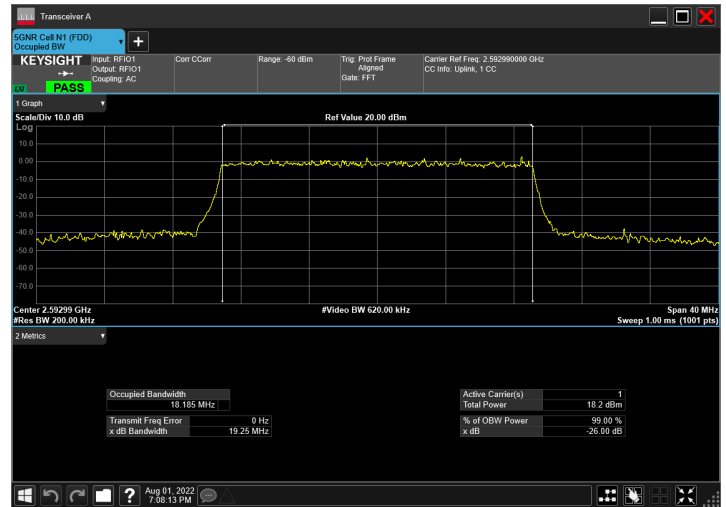 Transceiver A
5GNR Cell N1 (FDD)
Occupied BW
KEYSIGHT
LXI
PASS
Input: RFIO1
Output: RFIO1
Coupling: AC
Corr CCorr
Range: -60 dBm
Trig: Prot Frame
Aligned
Gate: FFT
Carrier Ref Freq: 2.592990000 GHz
CC Info: Uplink, 1 CC
1 Graph
Scale/Div 10.0 dB
Ref Value 20.00 dBm
Log
10.0
0.00
-10.0
-20.0
-30.0
-40.0
-50.0
-60.0
-70.0
Center 2.59299 GHz
#Video BW 620.00 kHz
Span 40 MHz
#Res BW 200.00 kHz
Sweep 1.00 ms (1001 pts)
2 Metrics
Occupied Bandwidth
18.185 MHz
Transmit Freq Error 0 Hz
x dB Bandwidth 19.25 MHz
Active Carrier(s) 1
Total Power 18.2 dBm
% of OBW Power 99.00 %
x dB -26.00 dB
?
Aug 01, 2022
7:08:13 PM